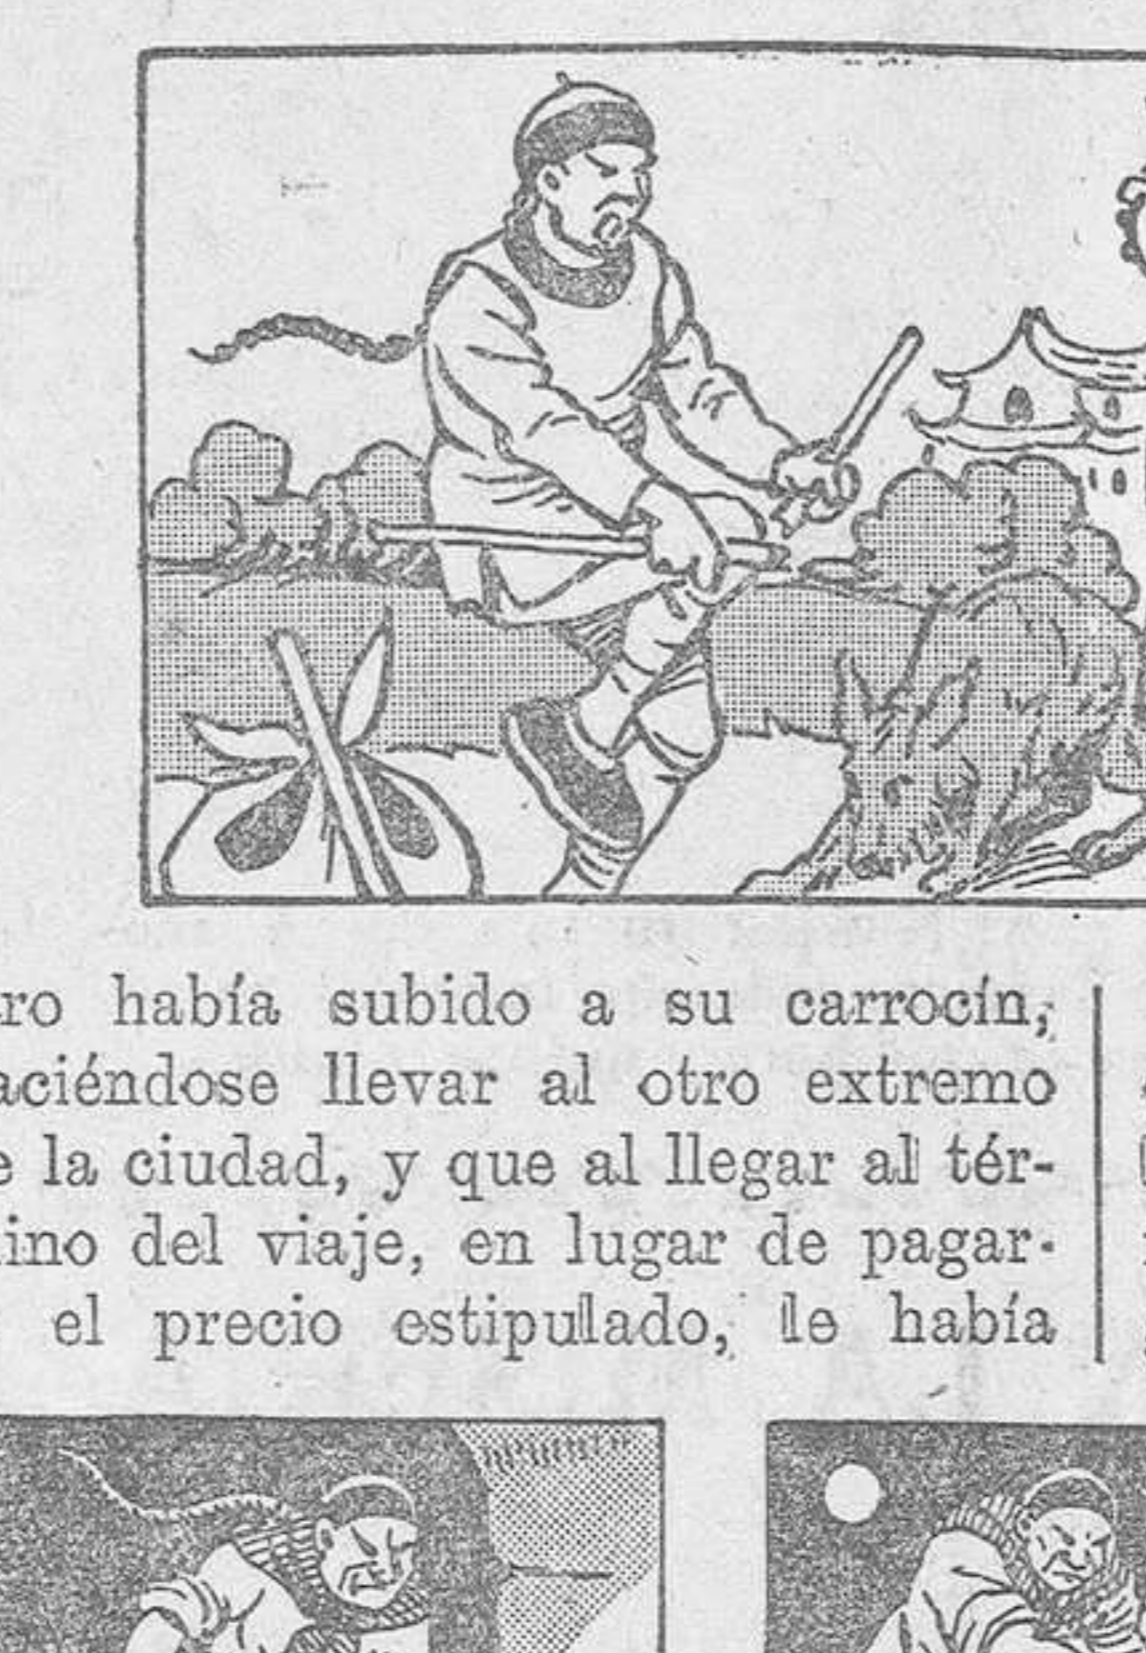 ro había subido a su carrocín,
aciéndose llevar al otro extremo
e la ciudad, y que al llegar al tér-
ino del viaje, en lugar de pagar-
el precio estipulado, le había